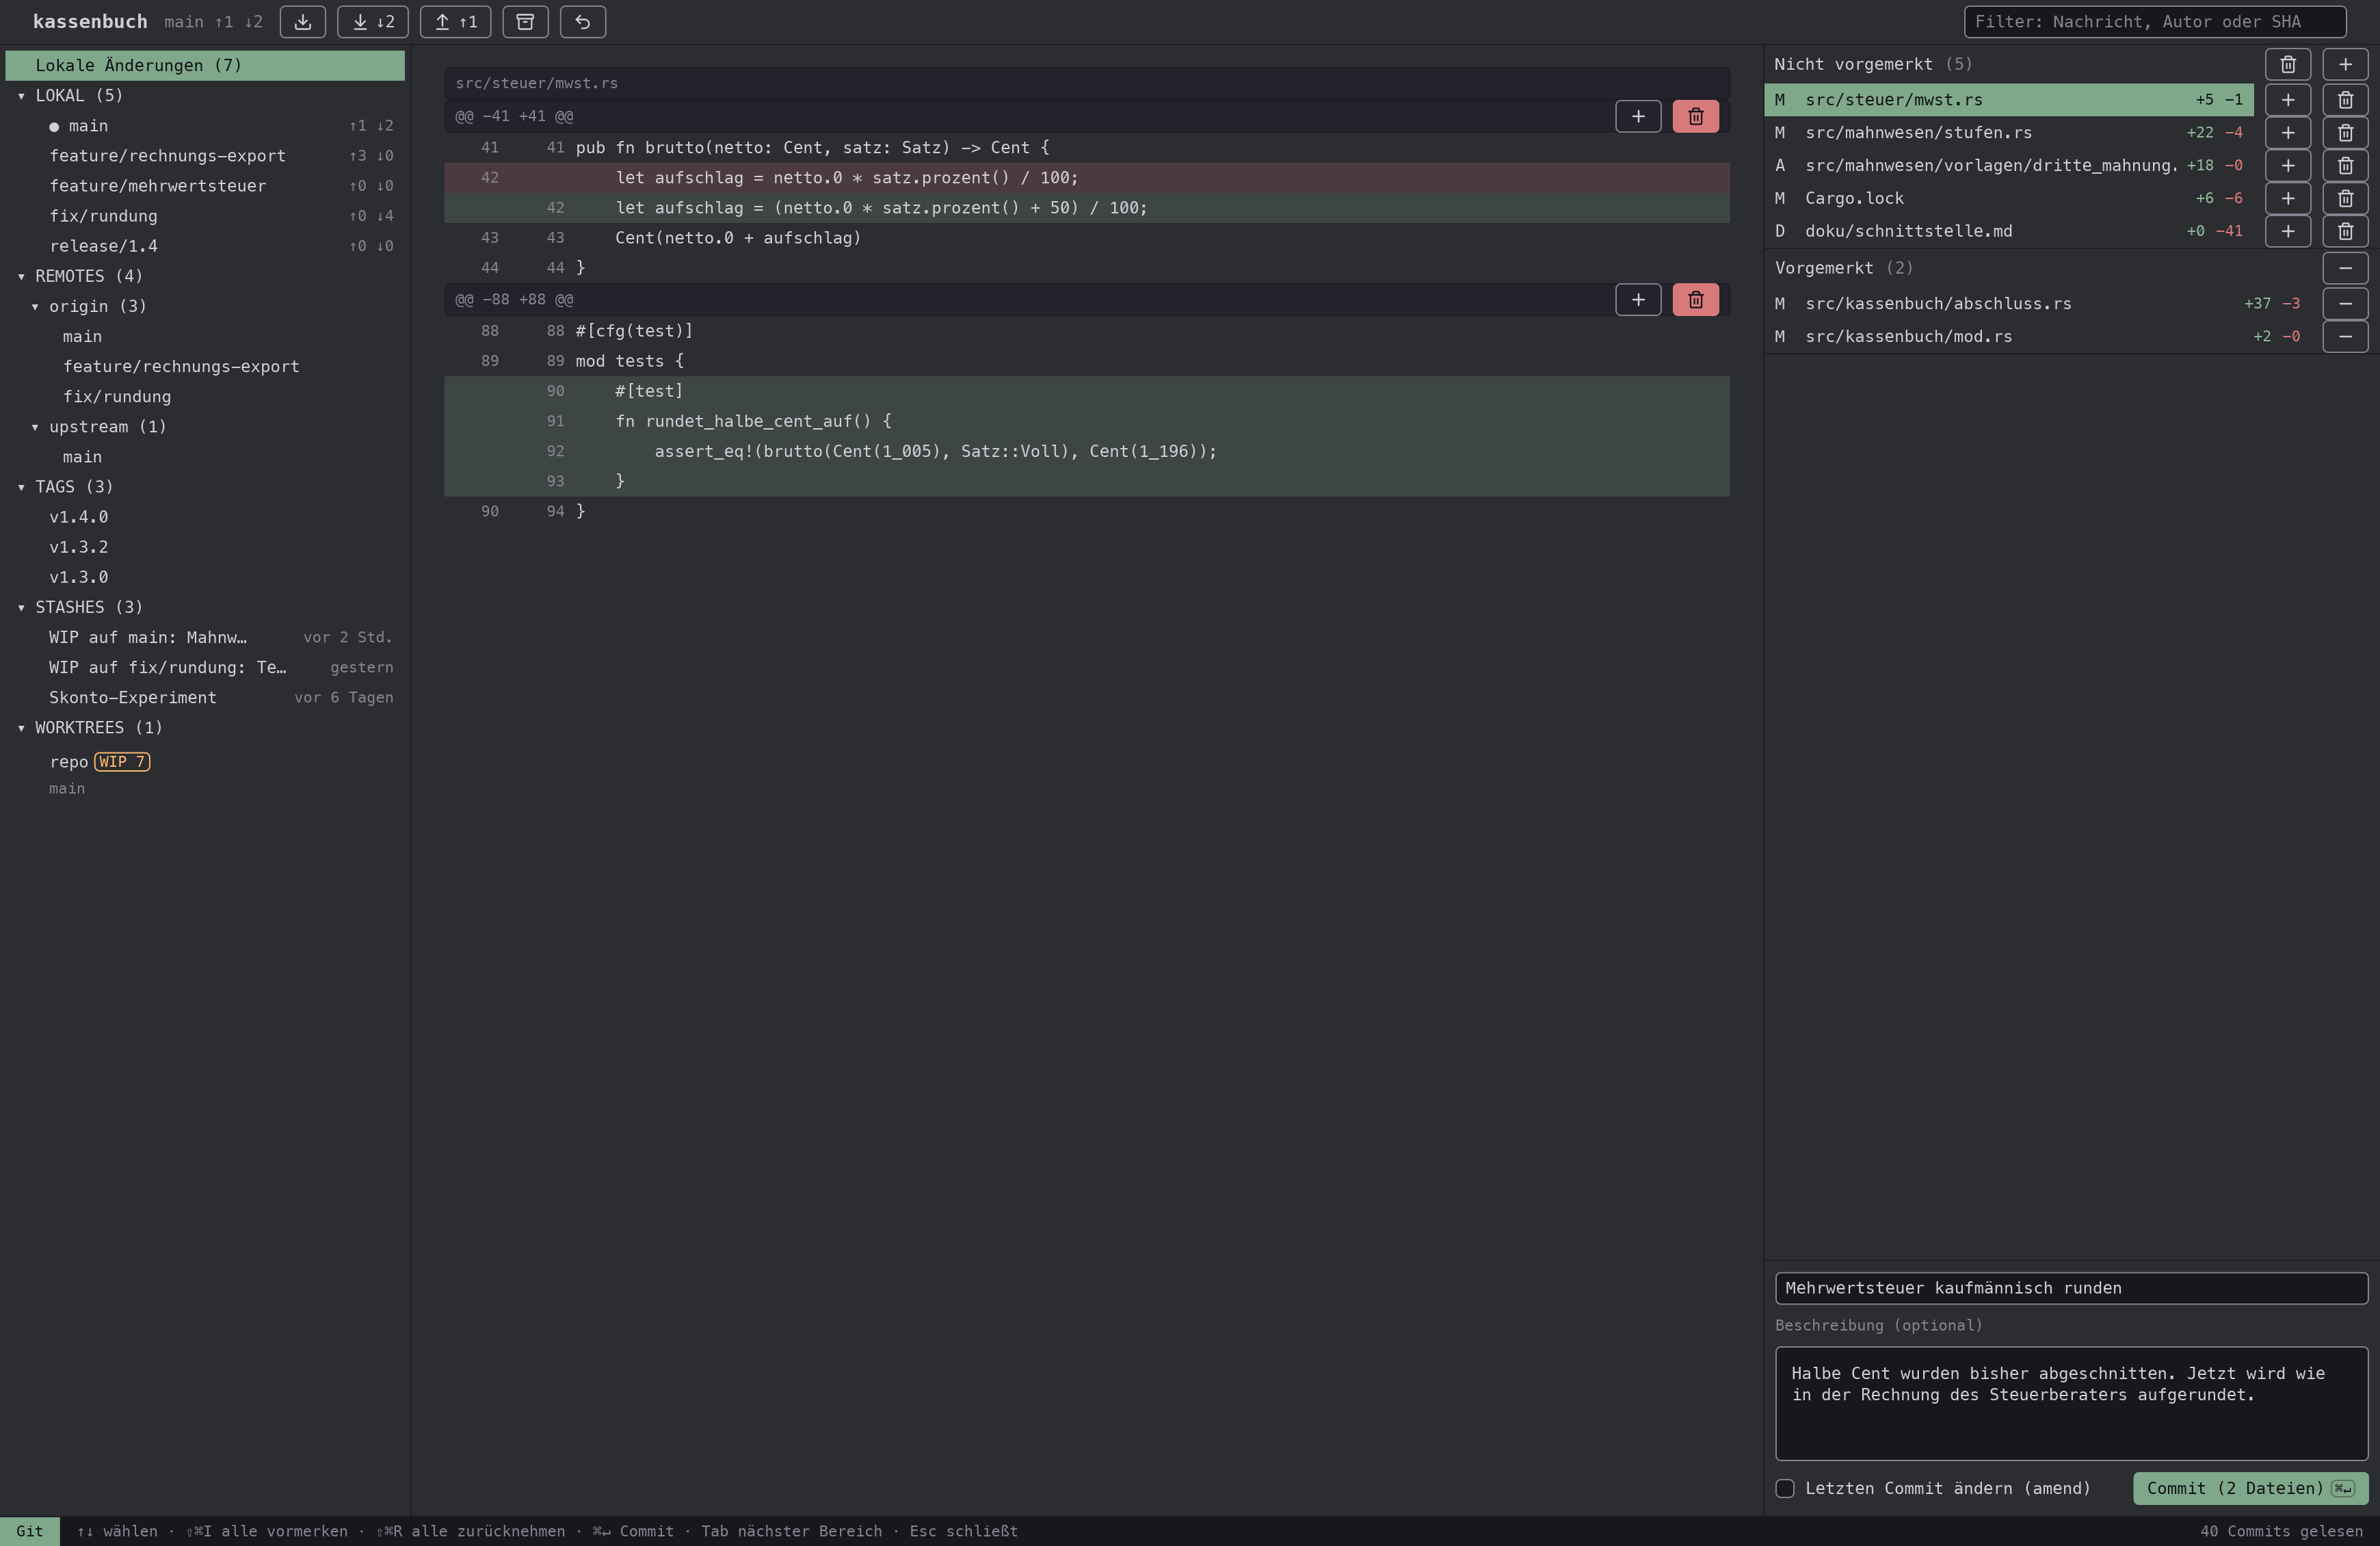 kassenbuch main ↑1 ↓2 ↓2 ↑1 Filter: Nachricht, Autor oder SHA
Lokale Änderungen (7)
▾ LOKAL (5)
● main ↑1 ↓2
feature/rechnungs-export ↑3 ↓0
feature/mehrwertsteuer ↑0 ↓0
fix/rundung ↑0 ↓4
release/1.4 ↑0 ↓0
▾ REMOTES (4)
▾ origin (3)
main
feature/rechnungs-export
fix/rundung
▾ upstream (1)
main
▾ TAGS (3)
v1.4.0
v1.3.2
v1.3.0
▾ STASHES (3)
WIP auf main: Mahnw… vor 2 Std.
WIP auf fix/rundung: Te… gestern
Skonto-Experiment vor 6 Tagen
▾ WORKTREES (1)
repo WIP 7
main
src/steuer/mwst.rs
@@ −41 +41 @@
41 41 pub fn brutto(netto: Cent, satz: Satz) -> Cent {
42 let aufschlag = netto.0 * satz.prozent() / 100;
42 let aufschlag = (netto.0 * satz.prozent() + 50) / 100;
43 43 Cent(netto.0 + aufschlag)
44 44 }
@@ −88 +88 @@
88 88 #[cfg(test)]
89 89 mod tests {
90 #[test]
91 fn rundet_halbe_cent_auf() {
92 assert_eq!(brutto(Cent(1_005), Satz::Voll), Cent(1_196));
93 }
90 94 }
Nicht vorgemerkt (5)
M src/steuer/mwst.rs +5 −1
M src/mahnwesen/stufen.rs +22 −4
A src/mahnwesen/vorlagen/dritte_mahnung. +18 −0
M Cargo.lock +6 −6
D doku/schnittstelle.md +0 −41
Vorgemerkt (2)
M src/kassenbuch/abschluss.rs +37 −3
M src/kassenbuch/mod.rs +2 −0
Mehrwertsteuer kaufmännisch runden
Beschreibung (optional)
Halbe Cent wurden bisher abgeschnitten. Jetzt wird wie
in der Rechnung des Steuerberaters aufgerundet.
Letzten Commit ändern (amend) Commit (2 Dateien) ⌘↵
Git ↑↓ wählen · ⇧⌘I alle vormerken · ⇧⌘R alle zurücknehmen · ⌘↵ Commit · Tab nächster Bereich · Esc schließt 40 Commits gelesen